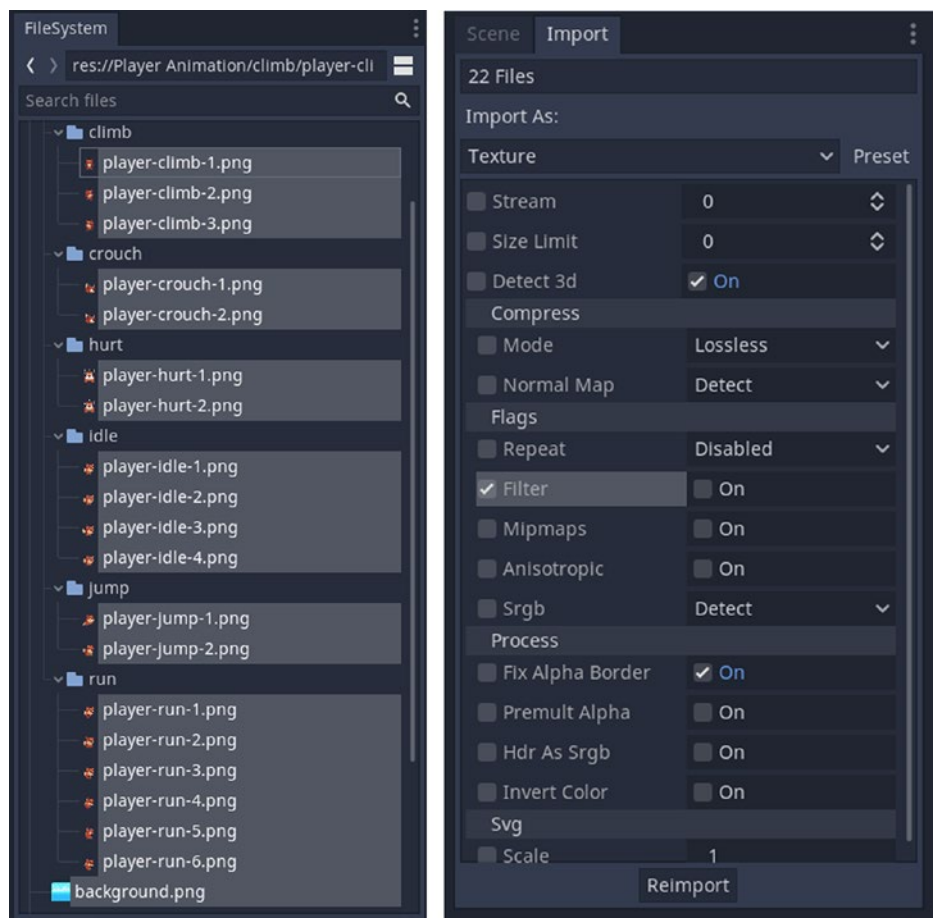 FileSystem
res://Player Animation/climb/player-cli
Search files
climb
player-climb-1.png
player-climb-2.png
player-climb-3.png
crouch
player-crouch-1.png
player-crouch-2.png
hurt
player-hurt-1.png
player-hurt-2.png
idle
player-idle-1.png
player-idle-2.png
player-idle-3.png
player-idle-4.png
jump
player-jump-1.png
player-jump-2.png
run
player-run-1.png
player-run-2.png
player-run-3.png
player-run-4.png
player-run-5.png
player-run-6.png
background.png
Scene Import
22 Files
Import As:
Texture Preset
Stream 0
Size Limit 0
Detect 3d On
Compress
Mode Lossless
Normal Map Detect
Flags
Repeat Disabled
Filter On
Mipmaps On
Anisotropic On
Srgb Detect
Process
Fix Alpha Border On
Premult Alpha On
Hdr As Srgb On
Invert Color On
Svg
Scale 1
Reimport